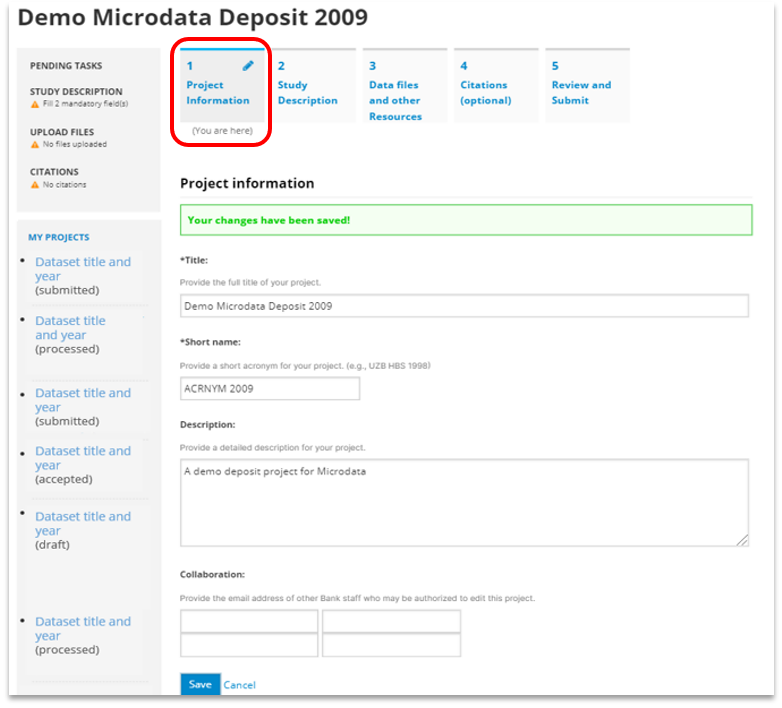 Demo Microdata Deposit 2009
PENDING TASKS
STUDY DESCRIPTION
Fill 2 mandatory field(s)
UPLOAD FILES
No files uploaded
CITATIONS
No citations
MY PROJECTS
Dataset title and
year
(submitted)
Dataset title
and year
(processed)
Dataset title and
year
(submitted)
Dataset title and
year
(accepted)
Dataset title and
year
(draft)
Dataset title and
year
(processed)
1
Project
Information
(You are here)
2
Study
Description
3
Data files
and other
Resources
4
Citations
(optional)
5
Review and
Submit
Project information
Your changes have been saved!
*Title:
Provide the full title of your project.
Demo Microdata Deposit 2009
*Short name:
Provide a short acronym for your project. (e.g., UZB HBS 1998)
ACRNYM 2009
Description:
Provide a detailed description for your project.
A demo deposit project for Microdata
Collaboration:
Provide the email address of other Bank staff who may be authorized to edit this project.
Save Cancel